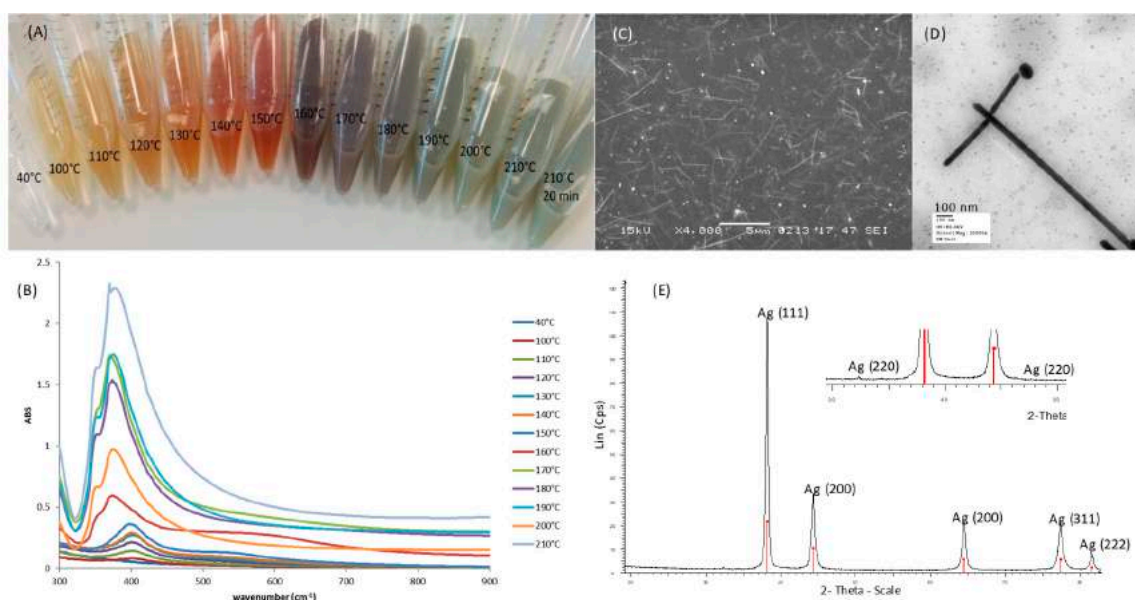 (A)
40°C
100°C
110°C
120°C
130°C
140°C
150°C
160°C
170°C
180°C
190°C
200°C
210°C
210°C
20 min
(C)
15kV X4,000 5µm 0213 '17 47 SEI
(D)
100 nm
(B)
2.5
2
1.5
1
0.5
0
ABS
300 400 500 600 700 800 900
wavenumber (cm⁻¹)
40°C
100°C
110°C
120°C
130°C
140°C
150°C
160°C
170°C
180°C
190°C
200°C
210°C
(E)
Lin (Cps)
Ag (111)
Ag (200)
Ag (200)
Ag (311)
Ag (222)
2- Theta - Scale
Ag (220)
Ag (220)
2-Theta